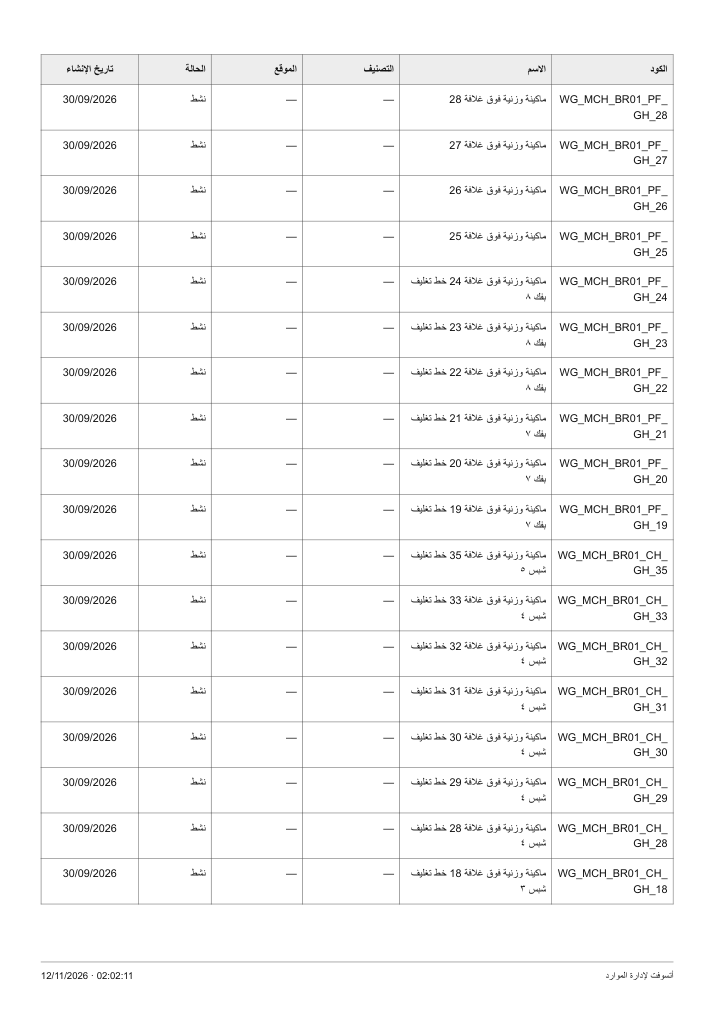 الكود الاسم التصنيف الموقع الحالة تاريخ الإنشاء
WG_MCH_BR01_PF_ ماكينة وزنية فوق غلافة 28 — — نشط 30/09/2026
GH_28
WG_MCH_BR01_PF_ ماكينة وزنية فوق غلافة 27 — — نشط 30/09/2026
GH_27
WG_MCH_BR01_PF_ ماكينة وزنية فوق غلافة 26 — — نشط 30/09/2026
GH_26
WG_MCH_BR01_PF_ ماكينة وزنية فوق غلافة 25 — — نشط 30/09/2026
GH_25
WG_MCH_BR01_PF_ ماكينة وزنية فوق غلافة 24 خط تغليف — — نشط 30/09/2026
GH_24 بفك ٨
WG_MCH_BR01_PF_ ماكينة وزنية فوق غلافة 23 خط تغليف — — نشط 30/09/2026
GH_23 بفك ٨
WG_MCH_BR01_PF_ ماكينة وزنية فوق غلافة 22 خط تغليف — — نشط 30/09/2026
GH_22 بفك ٨
WG_MCH_BR01_PF_ ماكينة وزنية فوق غلافة 21 خط تغليف — — نشط 30/09/2026
GH_21 بفك ٧
WG_MCH_BR01_PF_ ماكينة وزنية فوق غلافة 20 خط تغليف — — نشط 30/09/2026
GH_20 بفك ٧
WG_MCH_BR01_PF_ ماكينة وزنية فوق غلافة 19 خط تغليف — — نشط 30/09/2026
GH_19 بفك ٧
WG_MCH_BR01_CH_ ماكينة وزنية فوق غلافة 35 خط تغليف — — نشط 30/09/2026
GH_35 شبس ٥
WG_MCH_BR01_CH_ ماكينة وزنية فوق غلافة 33 خط تغليف — — نشط 30/09/2026
GH_33 شبس ٤
WG_MCH_BR01_CH_ ماكينة وزنية فوق غلافة 32 خط تغليف — — نشط 30/09/2026
GH_32 شبس ٤
WG_MCH_BR01_CH_ ماكينة وزنية فوق غلافة 31 خط تغليف — — نشط 30/09/2026
GH_31 شبس ٤
WG_MCH_BR01_CH_ ماكينة وزنية فوق غلافة 30 خط تغليف — — نشط 30/09/2026
GH_30 شبس ٤
WG_MCH_BR01_CH_ ماكينة وزنية فوق غلافة 29 خط تغليف — — نشط 30/09/2026
GH_29 شبس ٤
WG_MCH_BR01_CH_ ماكينة وزنية فوق غلافة 28 خط تغليف — — نشط 30/09/2026
GH_28 شبس ٤
WG_MCH_BR01_CH_ ماكينة وزنية فوق غلافة 18 خط تغليف — — نشط 30/09/2026
GH_18 شبس ٣
أتسوفت لإدارة الموارد 12/11/2026 · 02:02:11